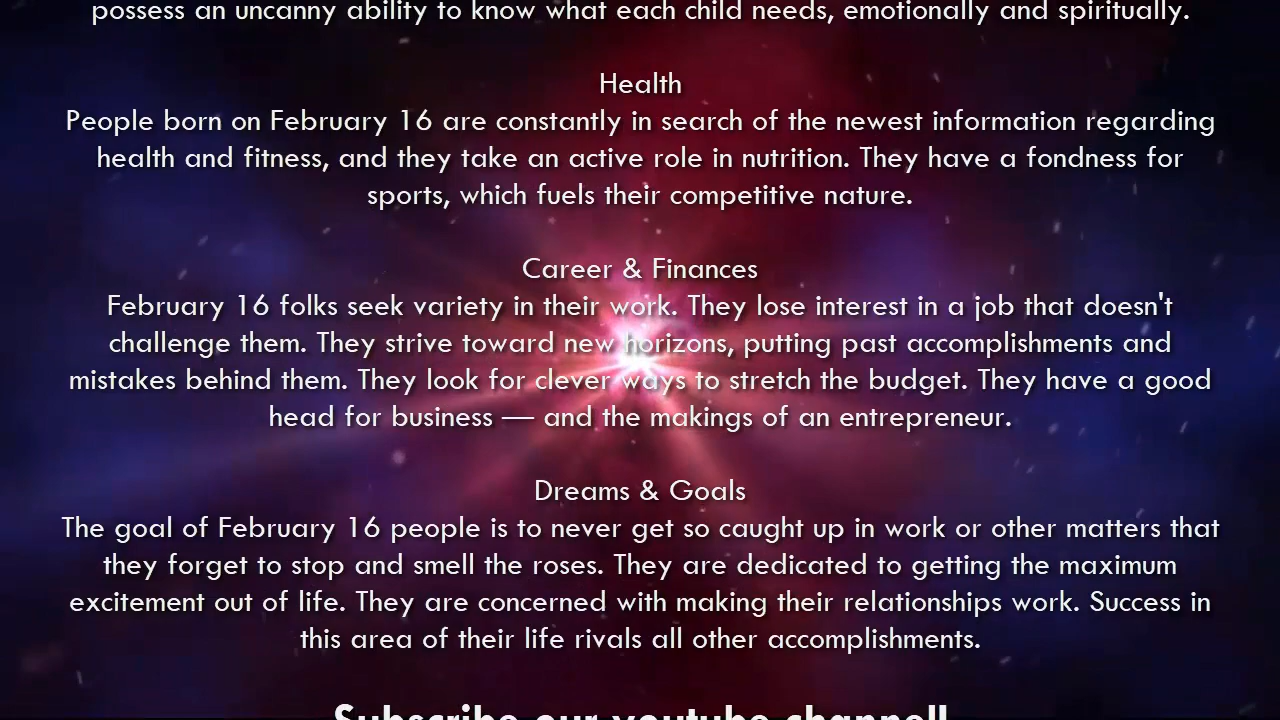 possess an uncanny ability to know what each child needs, emotionally and spiritually.
Health
People born on February 16 are constantly in search of the newest information regarding
health and fitness, and they take an active role in nutrition. They have a fondness for
sports, which fuels their competitive nature.
Career & Finances
February 16 folks seek variety in their work. They lose interest in a job that doesn't
challenge them. They strive toward new horizons, putting past accomplishments and
mistakes behind them. They look for clever ways to stretch the budget. They have a good
head for business — and the makings of an entrepreneur.
Dreams & Goals
The goal of February 16 people is to never get so caught up in work or other matters that
they forget to stop and smell the roses. They are dedicated to getting the maximum
excitement out of life. They are concerned with making their relationships work. Success in
this area of their life rivals all other accomplishments.
Subscribe our youtube channel!